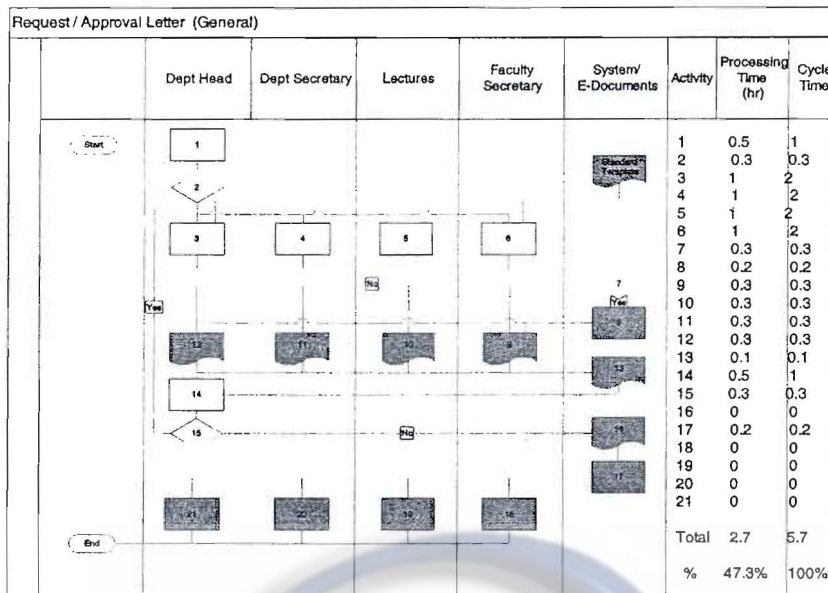 Request / Approval Letter (General)
Dept Head Dept Secretary Lectures Faculty Secretary System/ E-Documents Activity Processing Time (hr) Cycle Time
Start
1
Standard Template
2
3 4 5 6
No
7
Yes Yes
8
12 11 10 9
13
14
15 No 16
17
21 20 19 18
End
1 0.5 1
2 0.3 0.3
3 1 2
4 1 2
5 1 2
6 1 2
7 0.3 0.3
8 0.2 0.2
9 0.3 0.3
10 0.3 0.3
11 0.3 0.3
12 0.3 0.3
13 0.1 0.1
14 0.5 1
15 0.3 0.3
16 0 0
17 0.2 0.2
18 0 0
19 0 0
20 0 0
21 0 0
Total 2.7 5.7
% 47.3% 100%